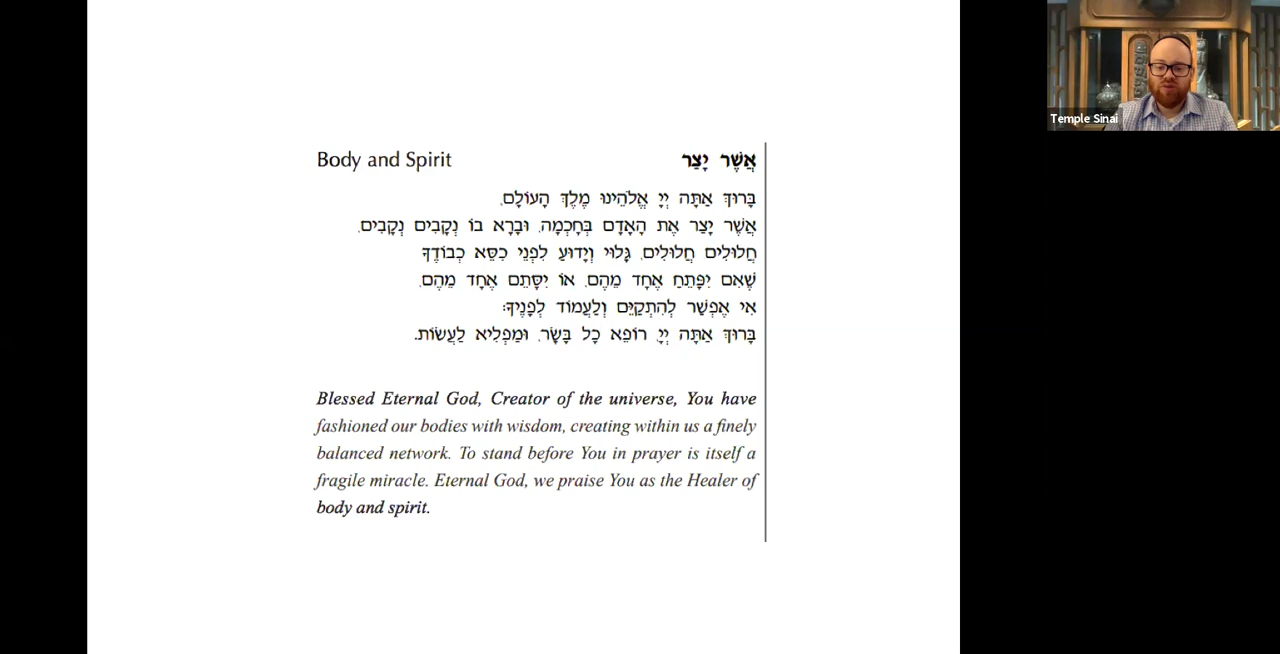 Temple Sinai
Body and Spirit אֲשֶׁר יָצַר
בָּרוּךְ אַתָּה יְיָ אֱלֹהֵינוּ מֶלֶךְ הָעוֹלָם,
אֲשֶׁר יָצַר אֶת הָאָדָם בְּחָכְמָה, וּבָרָא בוֹ נְקָבִים נְקָבִים,
חֲלוּלִים חֲלוּלִים, גָּלוּי וְיָדוּעַ לִפְנֵי כִסֵּא כְבוֹדֶךָ
שֶׁאִם יִפָּתֵחַ אֶחָד מֵהֶם, אוֹ יִסָּתֵם אֶחָד מֵהֶם,
אִי אֶפְשַׁר לְהִתְקַיֵּם וְלַעֲמוֹד לְפָנֶיךָ:
בָּרוּךְ אַתָּה יְיָ, רוֹפֵא כָל בָּשָׂר, וּמַפְלִיא לַעֲשׂוֹת.
Blessed Eternal God, Creator of the universe, You have
fashioned our bodies with wisdom, creating within us a finely
balanced network. To stand before You in prayer is itself a
fragile miracle. Eternal God, we praise You as the Healer of
body and spirit.